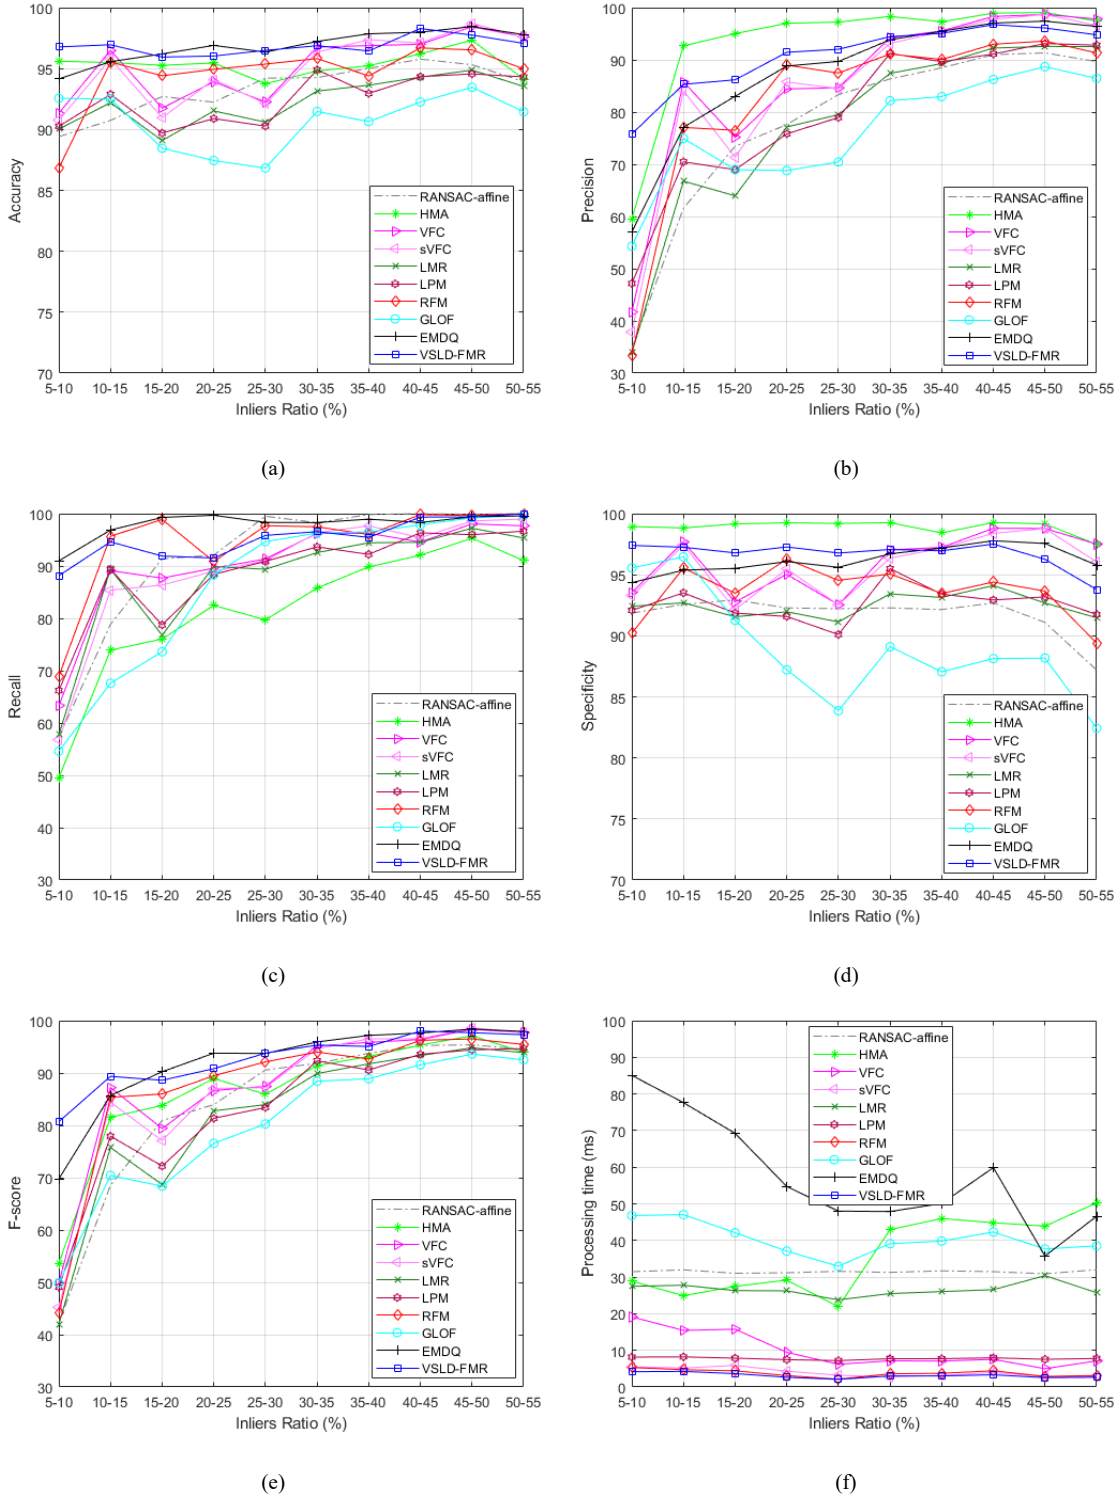 100
95
90
85
80
75
70
Accuracy
5-10 10-15 15-20 20-25 25-30 30-35 35-40 40-45 45-50 50-55
Inliers Ratio (%)
RANSAC-affine
HMA
VFC
sVFC
LMR
LPM
RFM
GLOF
EMDQ
VSLD-FMR
(a)
100
90
80
70
60
50
40
30
Precision
5-10 10-15 15-20 20-25 25-30 30-35 35-40 40-45 45-50 50-55
Inliers Ratio (%)
RANSAC-affine
HMA
VFC
sVFC
LMR
LPM
RFM
GLOF
EMDQ
VSLD-FMR
(b)
100
90
80
70
60
50
40
30
Recall
5-10 10-15 15-20 20-25 25-30 30-35 35-40 40-45 45-50 50-55
Inliers Ratio (%)
RANSAC-affine
HMA
VFC
sVFC
LMR
LPM
RFM
GLOF
EMDQ
VSLD-FMR
(c)
100
95
90
85
80
75
70
Specificity
5-10 10-15 15-20 20-25 25-30 30-35 35-40 40-45 45-50 50-55
Inliers Ratio (%)
RANSAC-affine
HMA
VFC
sVFC
LMR
LPM
RFM
GLOF
EMDQ
VSLD-FMR
(d)
100
90
80
70
60
50
40
30
F-score
5-10 10-15 15-20 20-25 25-30 30-35 35-40 40-45 45-50 50-55
Inliers Ratio (%)
RANSAC-affine
HMA
VFC
sVFC
LMR
LPM
RFM
GLOF
EMDQ
VSLD-FMR
(e)
100
90
80
70
60
50
40
30
20
10
0
Processing time (ms)
5-10 10-15 15-20 20-25 25-30 30-35 35-40 40-45 45-50 50-55
Inliers Ratio (%)
RANSAC-affine
HMA
VFC
sVFC
LMR
LPM
RFM
GLOF
EMDQ
VSLD-FMR
(f)